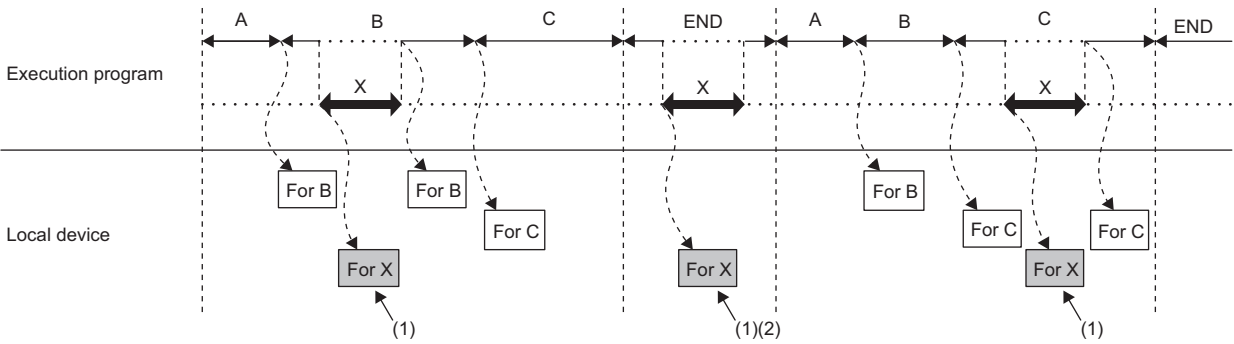 A B C END A B C END
Execution program
X X X
For B For B For B
For C For C For C
Local device
For X For X For X
(1) (1)(2) (1)